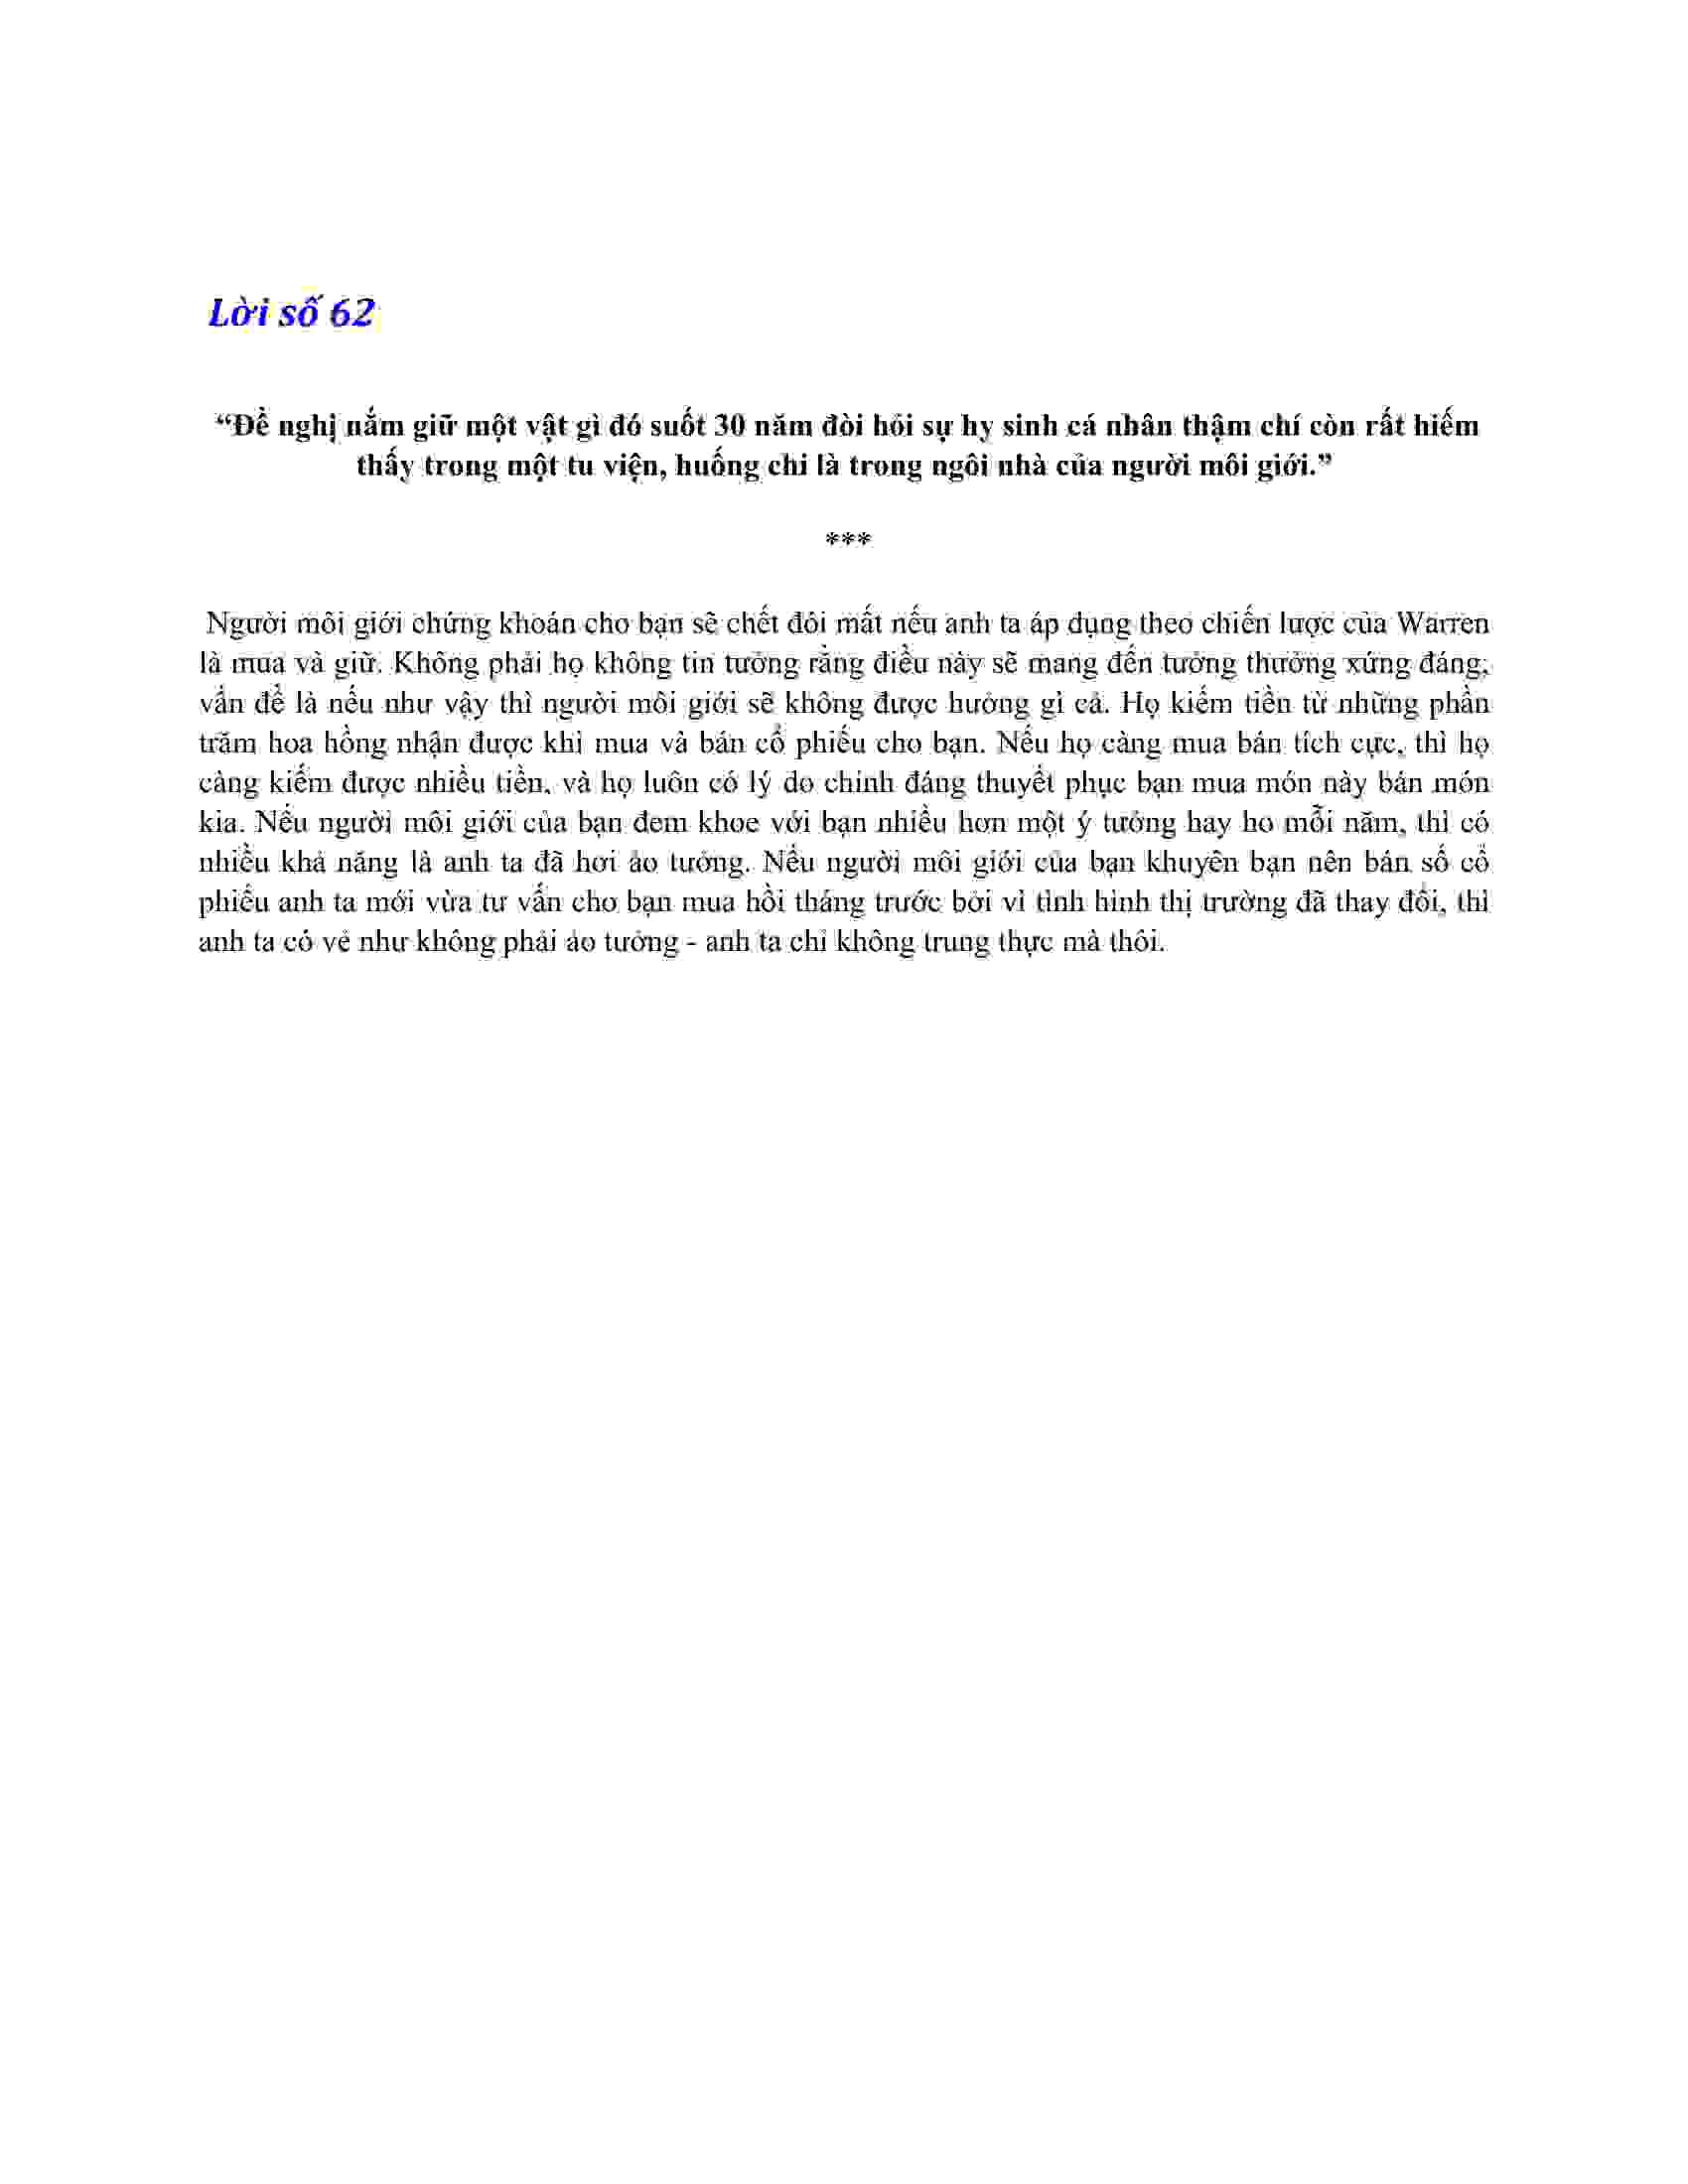 Lời số 62
“Đề nghị nắm giữ một vật gì đó suốt 30 năm đòi hỏi sự hy sinh cá nhân thậm chí còn rất hiếm
thấy trong một tu viện, huống chi là trong ngôi nhà của người môi giới.”
***
Người môi giới chứng khoán cho bạn sẽ chết đói mất nếu anh ta áp dụng theo chiến lược của Warren
là mua và giữ. Không phải họ không tin tưởng rằng điều này sẽ mang đến tưởng thưởng xứng đáng;
vấn đề là nếu như vậy thì người môi giới sẽ không được hưởng gì cả. Họ kiếm tiền từ những phần
trăm hoa hồng nhận được khi mua và bán cổ phiếu cho bạn. Nếu họ càng mua bán tích cực, thì họ
càng kiếm được nhiều tiền, và họ luôn có lý do chính đáng thuyết phục bạn mua món này bán món
kia. Nếu người môi giới của bạn đem khoe với bạn nhiều hơn một ý tưởng hay ho mỗi năm, thì có
nhiều khả năng là anh ta đã hơi ảo tưởng. Nếu người môi giới của bạn khuyên bạn nên bán số cổ
phiếu anh ta mới vừa tư vấn cho bạn mua hồi tháng trước bởi vì tình hình thị trường đã thay đổi, thì
anh ta có vẻ như không phải ảo tưởng - anh ta chỉ không trung thực mà thôi.